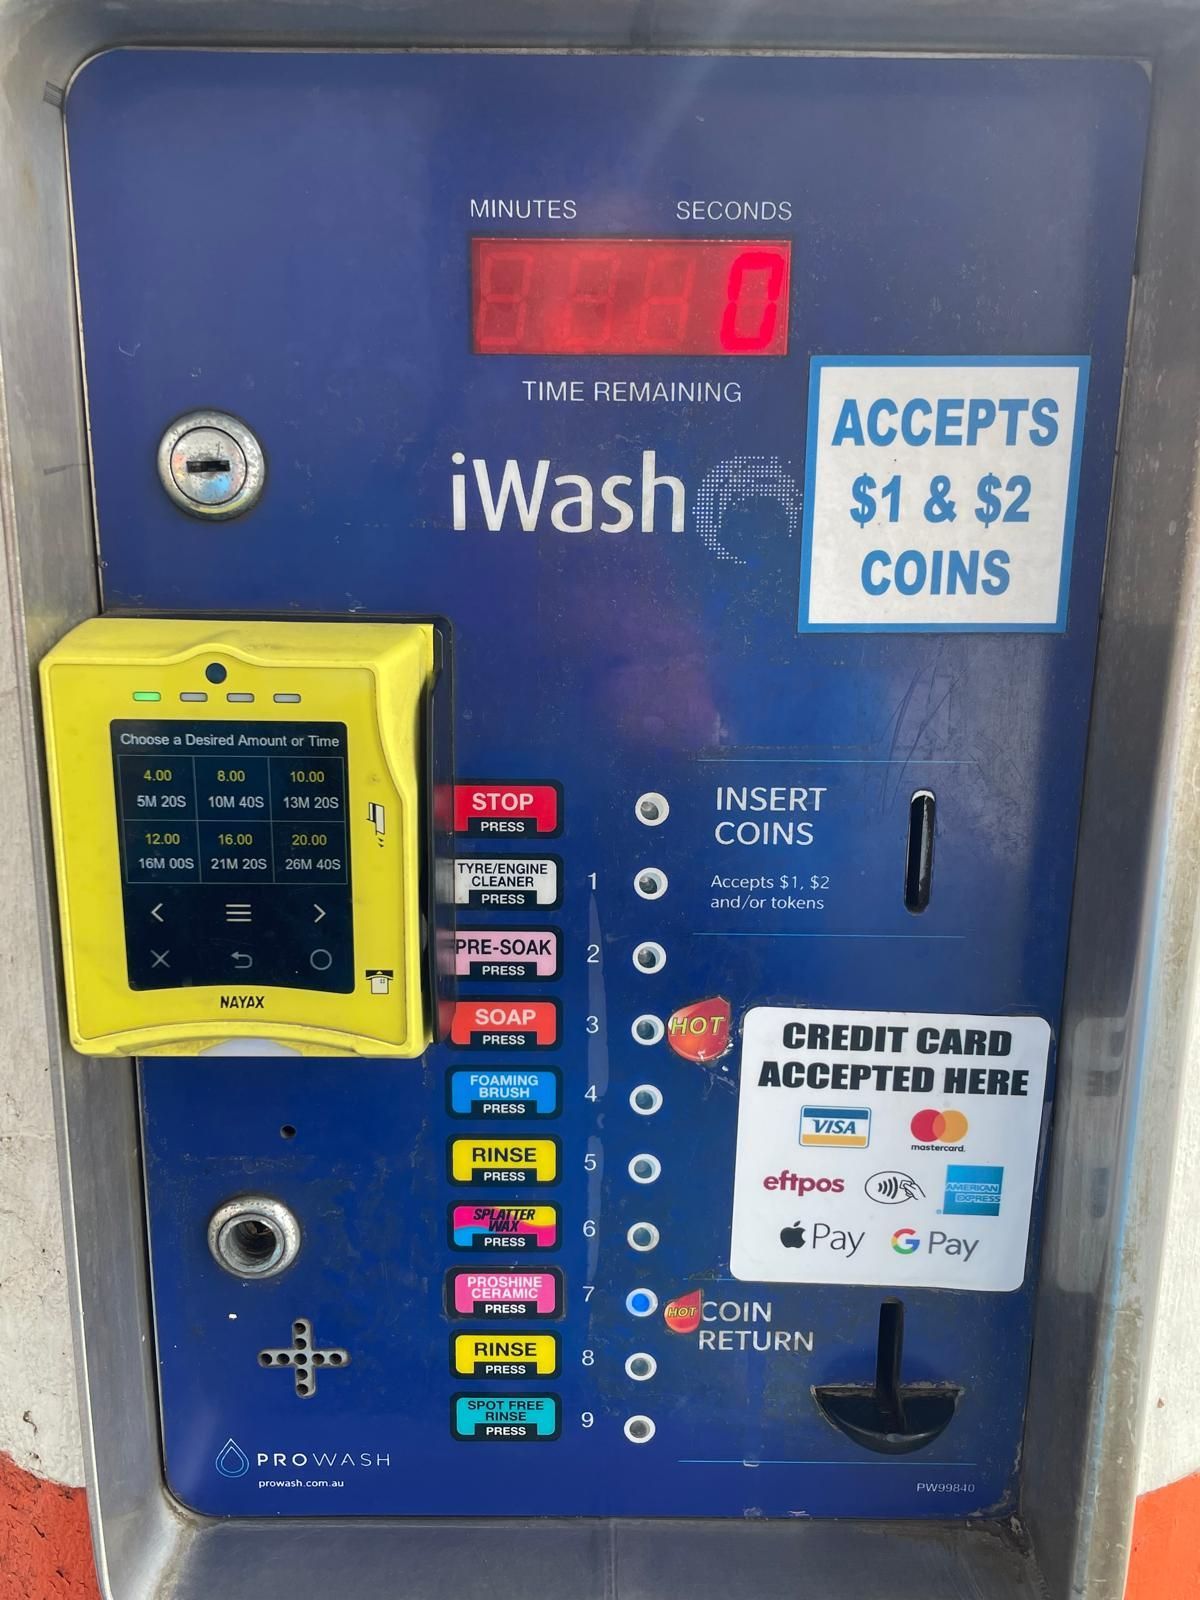 MINUTES SECONDS
0
TIME REMAINING
iWash
ACCEPTS
$1 & $2
COINS
Choose a Desired Amount or Time
4.00 8.00 10.00
5M 20S 10M 40S 13M 20S
12.00 16.00 20.00
16M 00S 21M 20S 26M 40S
NAYAX
STOP
PRESS
TYRE/ENGINE
CLEANER
PRESS
1
PRE-SOAK
PRESS
2
SOAP
PRESS
3
HOT
FOAMING
BRUSH
PRESS
4
RINSE
PRESS
5
SPLATTER
WAX
PRESS
6
PROSHINE
CERAMIC
PRESS
7
HOT
RINSE
PRESS
8
SPOT FREE
RINSE
PRESS
9
INSERT
COINS
Accepts $1, $2
and/or tokens
CREDIT CARD
ACCEPTED HERE
VISA
mastercard.
eftpos
AMERICAN
EXPRESS
Pay G Pay
COIN
RETURN
PROWASH
prowash.com.au
PW99840